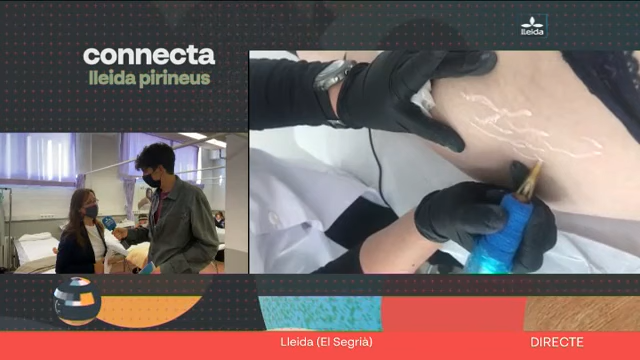 lleida
connecta
lleida pirineus
Lleida (El Segrià)
DIRECTE